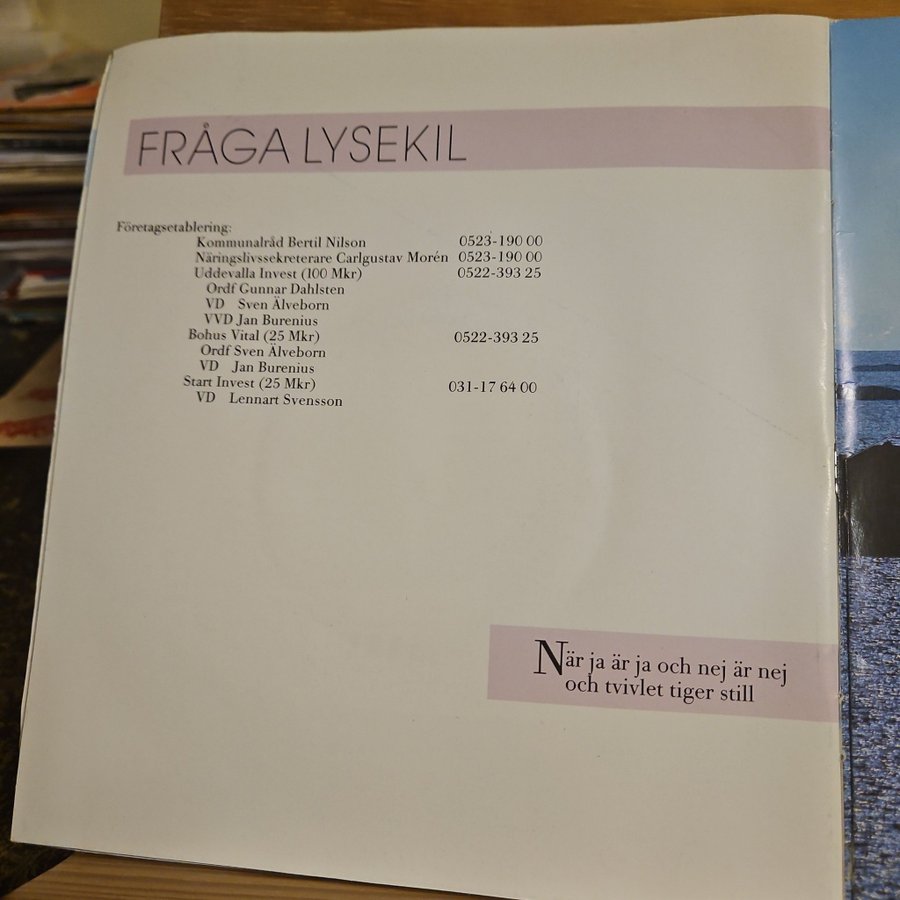 FRÅGA LYSEKIL
Företagsetablering:
Kommunalråd Bertil Nilson 0523-190 00
Näringslivssekreterare Carlgustav Morén 0523-190 00
Uddevalla Invest (100 Mkr) 0522-393 25
Ordf Gunnar Dahlsten
VD Sven Älveborn
VVD Jan Burenius
Bohus Vital (25 Mkr) 0522-393 25
Ordf Sven Älveborn
VD Jan Burenius
Start Invest (25 Mkr) 031-17 64 00
VD Lennart Svensson
När ja är ja och nej är nej
och tvivlet tiger still